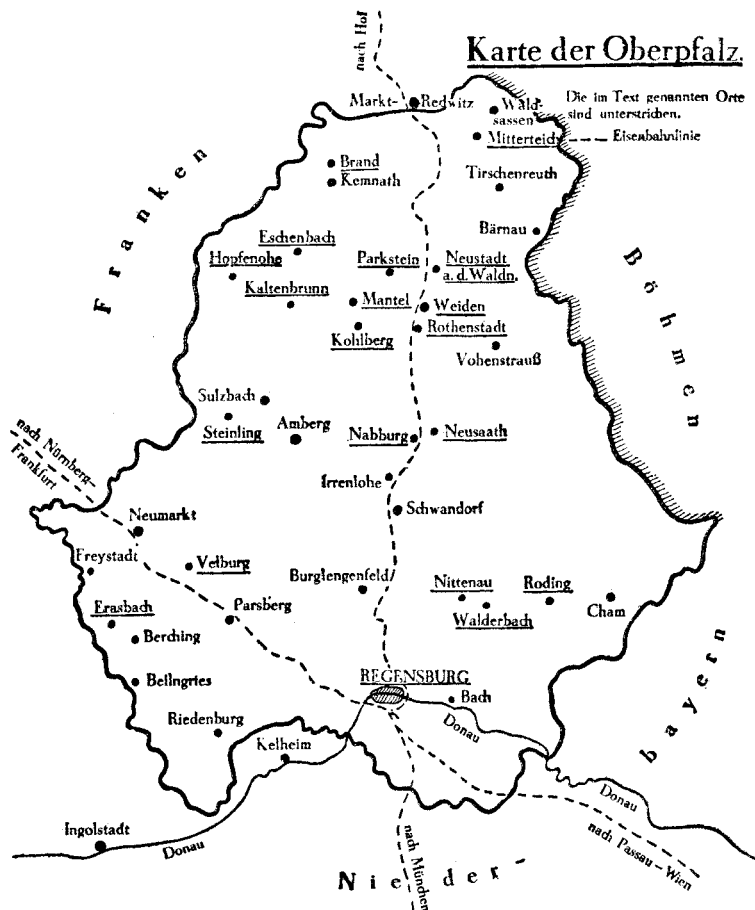 Karte der Oberpfalz.
nach Hof
Die im Text genannten Orte
sind unterstrichen.
Eisenbahnlinie
Markt-
Redwitz
Wald-
sassen
Mitterteich
Brand
Kemnath
Tirschenreuth
Bärnau
Franken
Böhmen
Eschenbach
Hopfenohe
Parkstein
Neustadt
a.d.Waldn.
Kaltenbrunn
Mantel
Weiden
Kohlberg
Rothenstadt
Vohenstrauß
Sulzbach
Steinling
Amberg
Nabburg
Neusaath
nach Nürnberg-
Frankfurt
Irrenlohe
Schwandorf
Neumarkt
Freystadt
Velburg
Burglengenfeld
Nittenau
Roding
Erasbach
Parsberg
Walderbach
Cham
Berching
Beilngries
REGENSBURG
Bach
Riedenburg
Donau
Kelheim
bayern
Donau
Ingolstadt
Donau
nach München
nach Passau-Wien
Nieder-